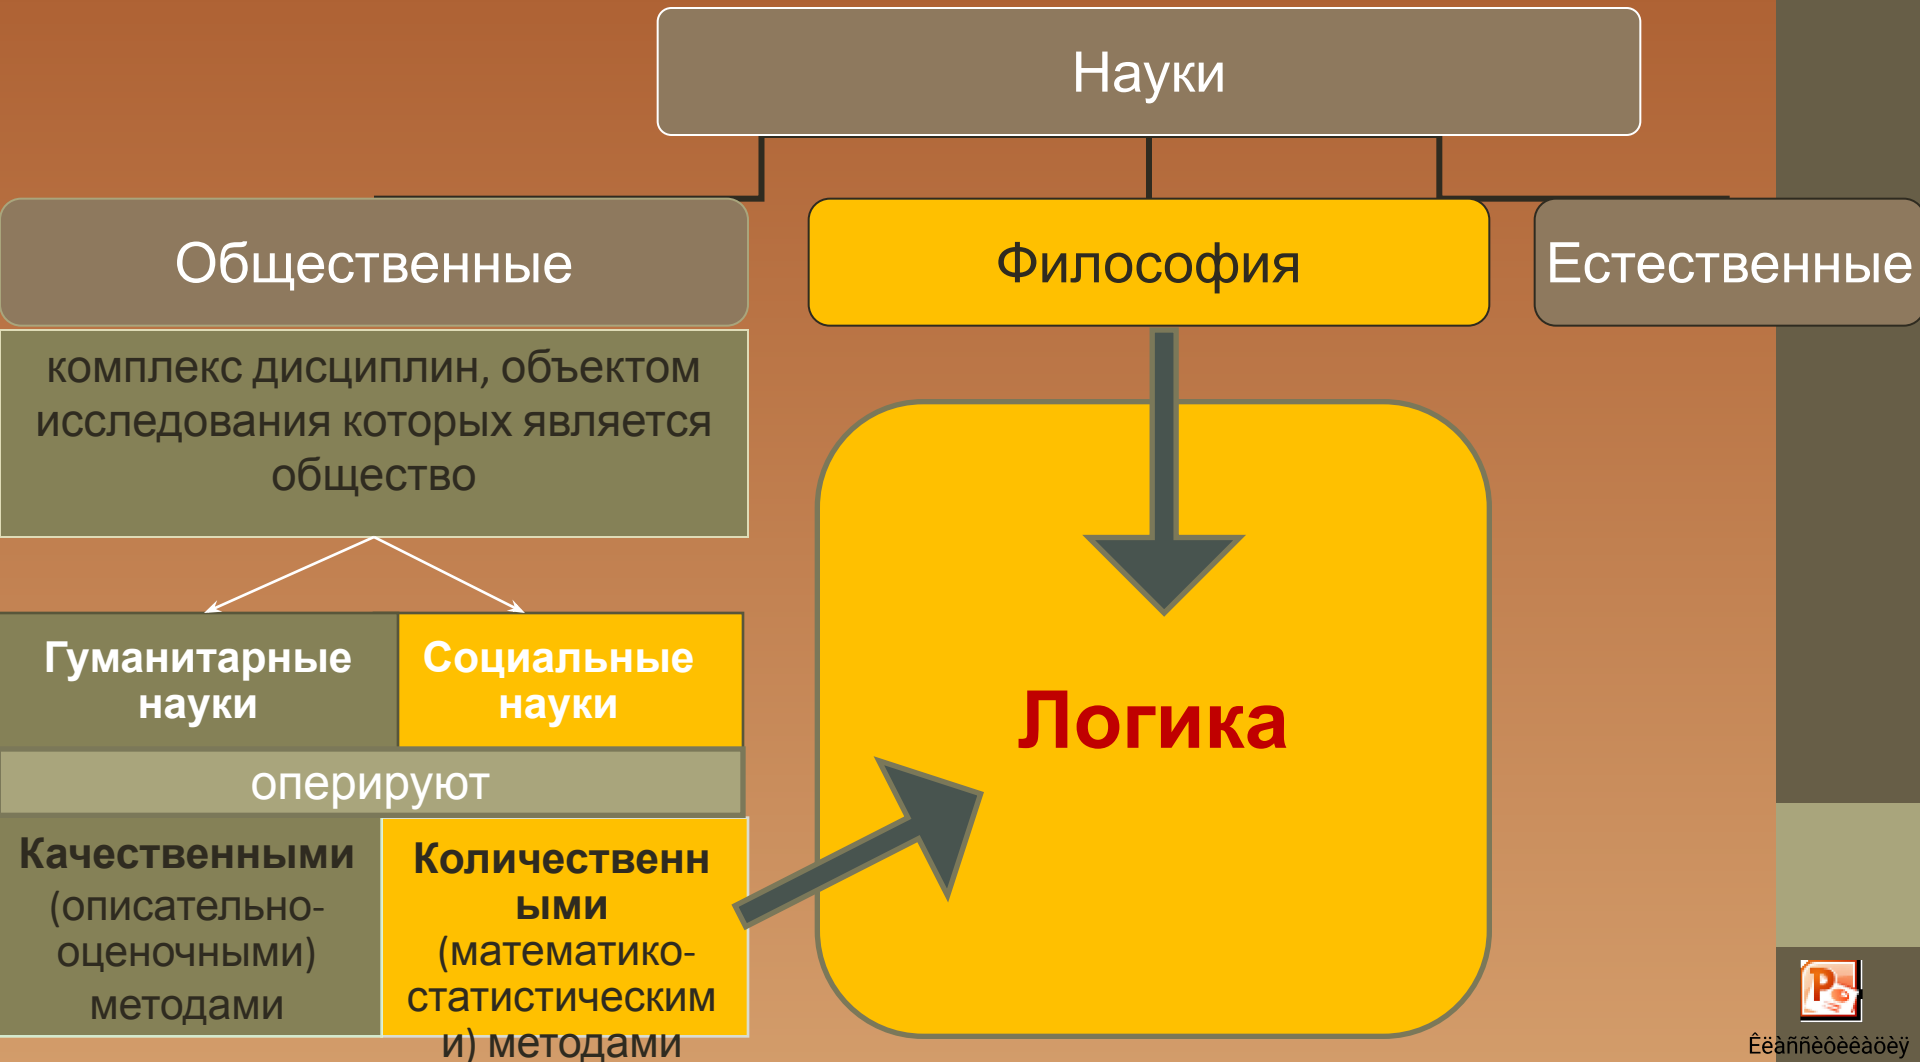 Науки
Общественные
Философия
Естественные
комплекс дисциплин, объектом
исследования которых является
общество
Гуманитарные
науки
Социальные
науки
оперируют
Качественными
(описательно-
оценочными)
методами
Количественн
ыми
(математико-
статистическим
и) методами
Логика
Êëàññèôèêàöèÿ